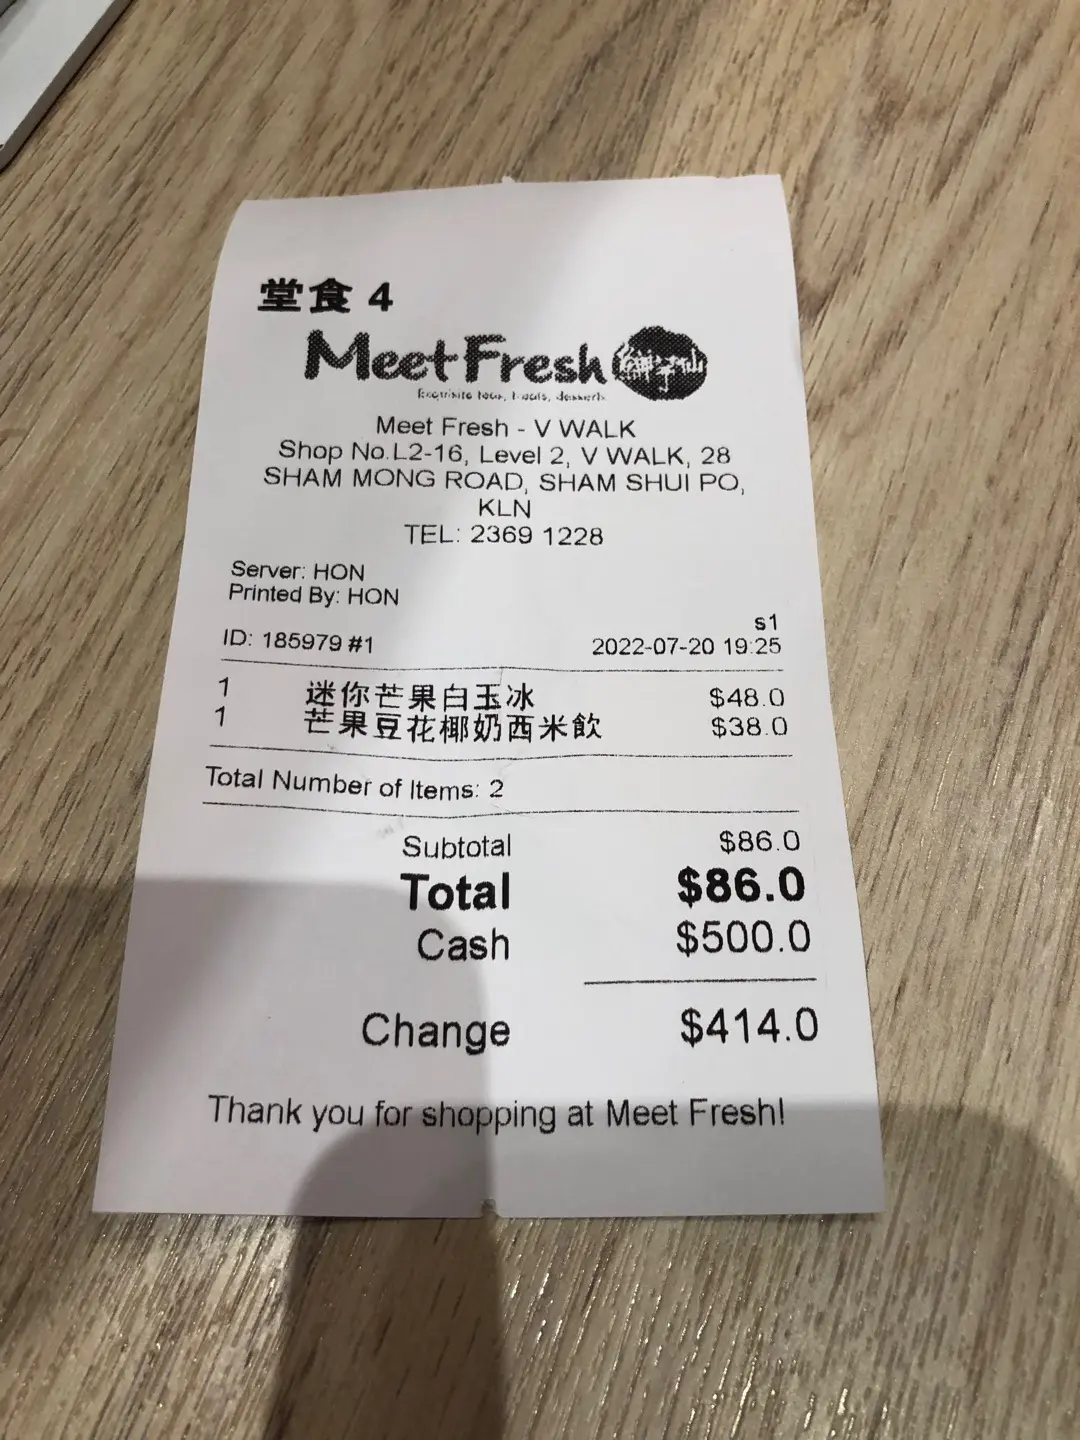 堂食 4
Meet Fresh 鮮芋仙
Exquisite teas, treats, desserts
Meet Fresh - V WALK
Shop No.L2-16, Level 2, V WALK, 28
SHAM MONG ROAD, SHAM SHUI PO,
KLN
TEL: 2369 1228
Server: HON
Printed By: HON
s1
ID: 185979 #1 2022-07-20 19:25
1 迷你芒果白玉冰 $48.0
1 芒果豆花椰奶西米飲 $38.0
Total Number of Items: 2
Subtotal $86.0
Total $86.0
Cash $500.0
Change $414.0
Thank you for shopping at Meet Fresh!